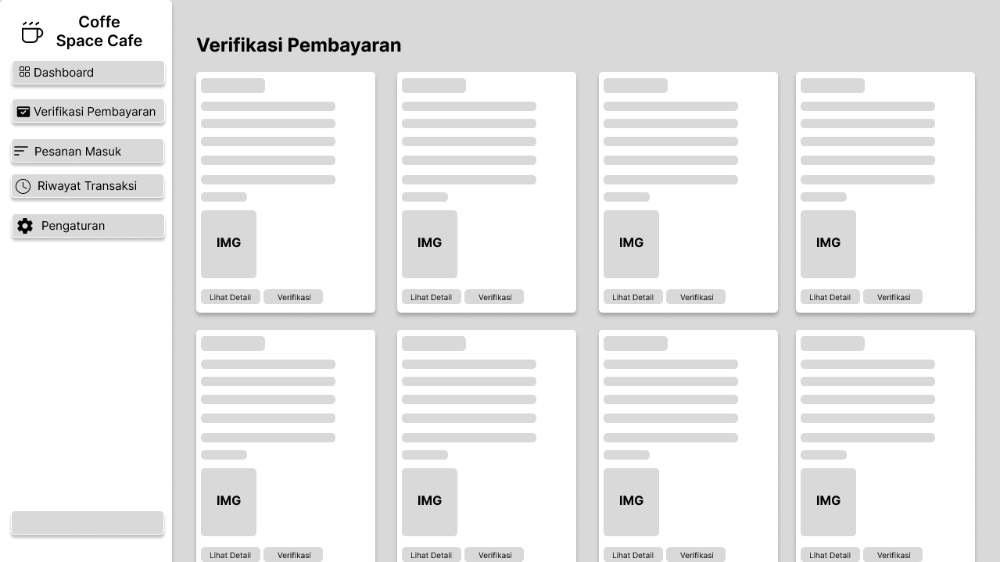 Coffe
Space Cafe
Dashboard
Verifikasi Pembayaran
Pesanan Masuk
Riwayat Transaksi
Pengaturan
Verifikasi Pembayaran
IMG
IMG
IMG
IMG
Lihat Detail Verifikasi
Lihat Detail Verifikasi
Lihat Detail Verifikasi
Lihat Detail Verifikasi
IMG
IMG
IMG
IMG
Lihat Detail Verifikasi
Lihat Detail Verifikasi
Lihat Detail Verifikasi
Lihat Detail Verifikasi